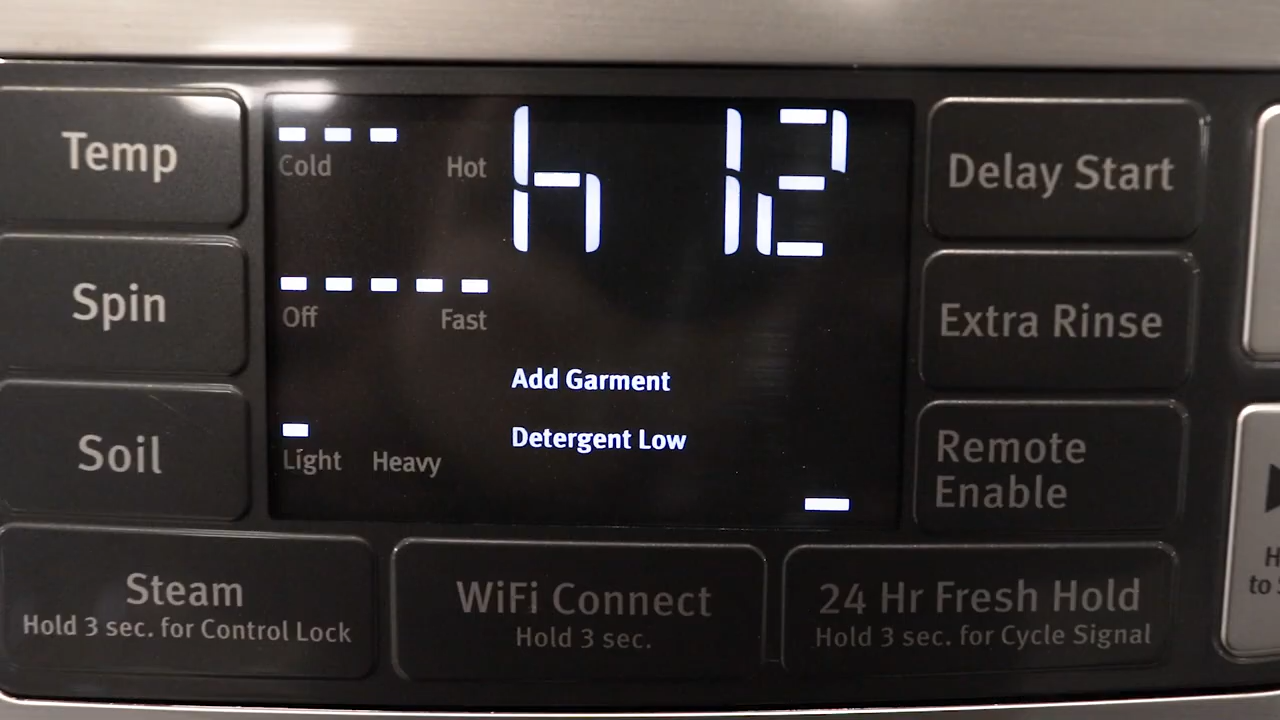 Temp
Cold Hot
h 12
Delay Start
Spin
Off Fast
Extra Rinse
Add Garment
Detergent Low
Soil
Light Heavy
Remote
Enable
Steam
Hold 3 sec. for Control Lock
WiFi Connect
Hold 3 sec.
24 Hr Fresh Hold
Hold 3 sec. for Cycle Signal